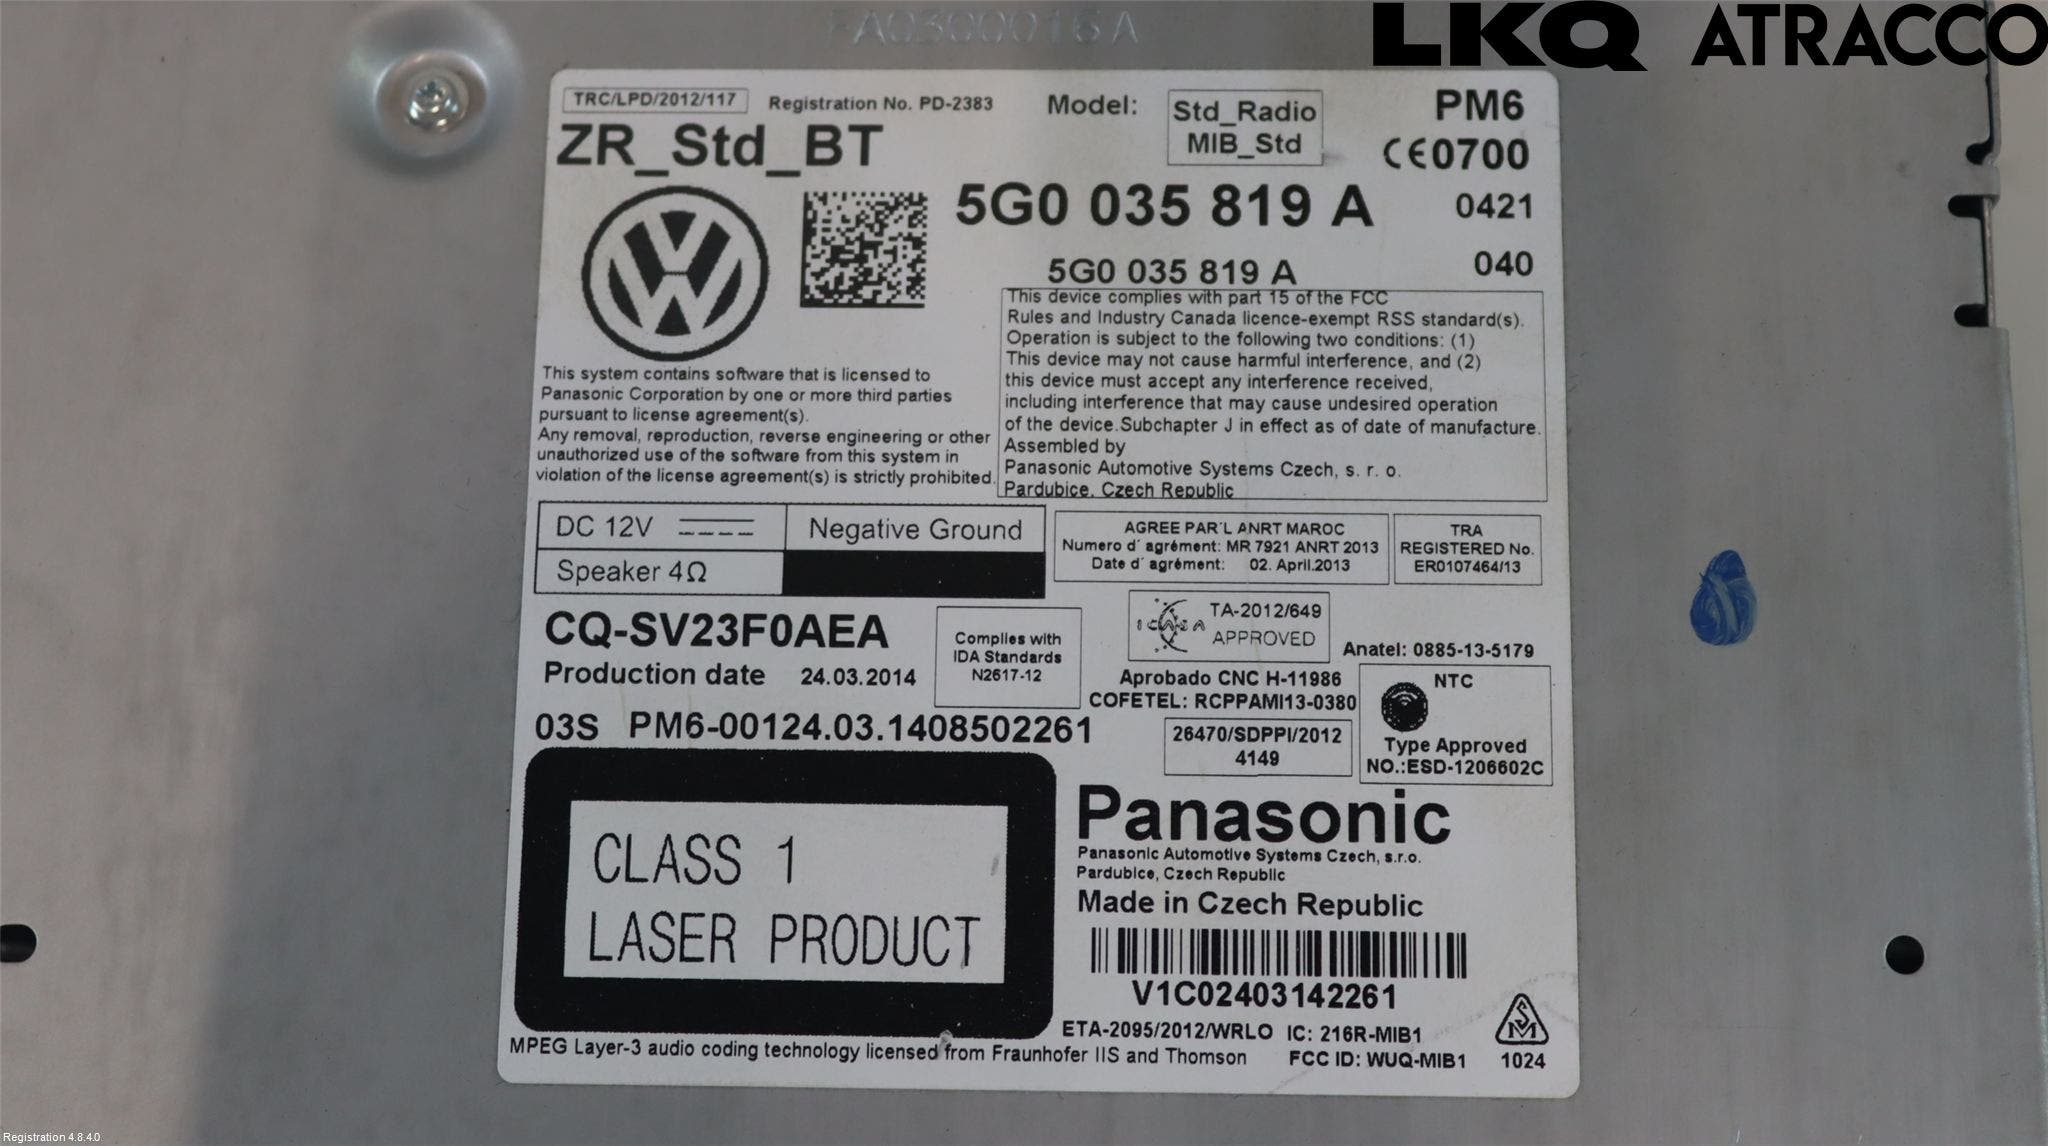 FA0300016A
LKQ ATRACCO
TRC/LPD/2012/117
Registration No. PD-2383
Model:
Std_Radio
MIB_Std
PM6
ZR_Std_BT
CE0700
5G0 035 819 A
0421
5G0 035 819 A
040
This device complies with part 15 of the FCC
Rules and Industry Canada licence-exempt RSS standard(s).
Operation is subject to the following two conditions: (1)
This device may not cause harmful interference, and (2)
this device must accept any interference received,
including interference that may cause undesired operation
of the device.Subchapter J in effect as of date of manufacture.
Assembled by
Panasonic Automotive Systems Czech, s. r. o.
Pardubice, Czech Republic
This system contains software that is licensed to
Panasonic Corporation by one or more third parties
pursuant to license agreement(s).
Any removal, reproduction, reverse engineering or other
unauthorized use of the software from this system in
violation of the license agreement(s) is strictly prohibited.
DC 12V
Negative Ground
Speaker 4Ω
AGREE PAR'L ANRT MAROC
Numero d' agrément: MR 7921 ANRT 2013
Date d' agrément: 02. April.2013
TRA
REGISTERED No.
ER0107464/13
CQ-SV23F0AEA
Production date 24.03.2014
Complies with
IDA Standards
N2617-12
ICASA
TA-2012/649
APPROVED
Anatel: 0885-13-5179
Aprobado CNC H-11986
COFETEL: RCPPAMI13-0380
NTC
Type Approved
NO.:ESD-1206602C
03S PM6-00124.03.1408502261
26470/SDPPI/2012
4149
CLASS 1
LASER PRODUCT
Panasonic
Panasonic Automotive Systems Czech, s.r.o.
Pardubice, Czech Republic
Made in Czech Republic
V1C02403142261
ETA-2095/2012/WRLO IC: 216R-MIB1
MPEG Layer-3 audio coding technology licensed from Fraunhofer IIS and Thomson
FCC ID: WUQ-MIB1
1024
Registration 4.8.4.0